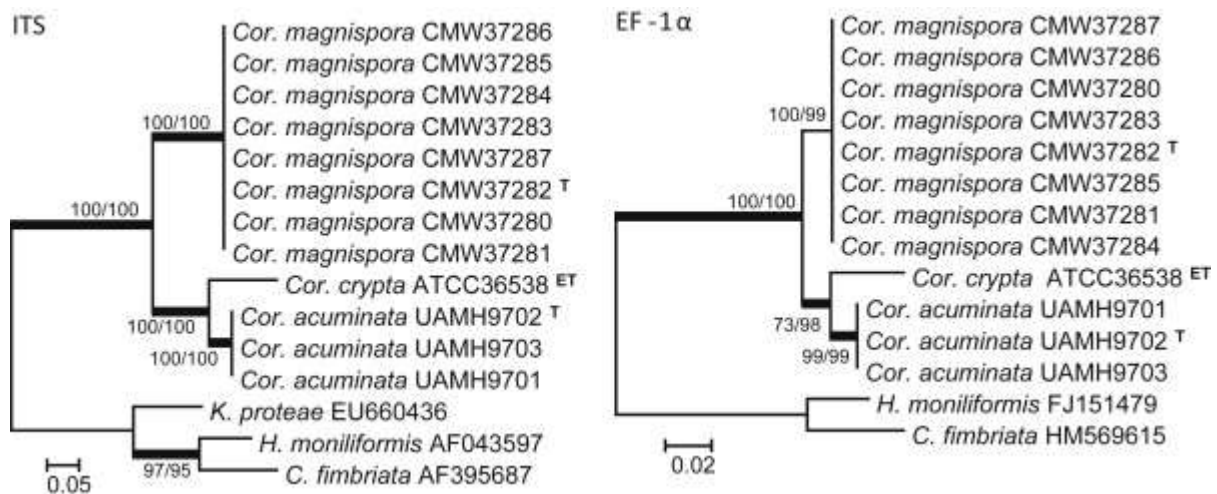 ITS
Cor. magnispora CMW37286
Cor. magnispora CMW37285
Cor. magnispora CMW37284
100/100
Cor. magnispora CMW37283
Cor. magnispora CMW37287
Cor. magnispora CMW37282 T
100/100
Cor. magnispora CMW37280
Cor. magnispora CMW37281
Cor. crypta ATCC36538 ET
100/100
Cor. acuminata UAMH9702 T
100/100
Cor. acuminata UAMH9703
Cor. acuminata UAMH9701
K. proteae EU660436
H. moniliformis AF043597
97/95
C. fimbriata AF395687
0.05
EF -1α
Cor. magnispora CMW37287
Cor. magnispora CMW37286
Cor. magnispora CMW37280
100/99
Cor. magnispora CMW37283
Cor. magnispora CMW37282 T
Cor. magnispora CMW37285
100/100
Cor. magnispora CMW37281
Cor. magnispora CMW37284
Cor. crypta ATCC36538 ET
Cor. acuminata UAMH9701
73/98
Cor. acuminata UAMH9702 T
99/99
Cor. acuminata UAMH9703
H. moniliformis FJ151479
C. fimbriata HM569615
0.02